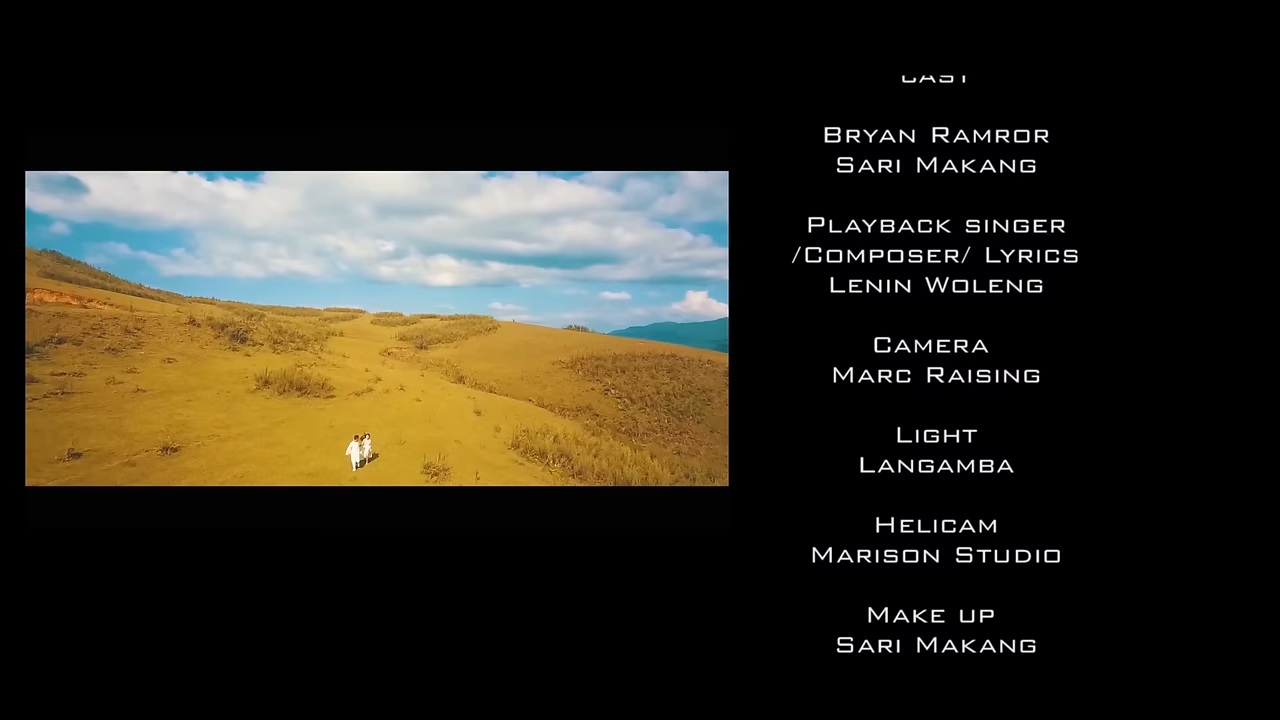 CAST
BRYAN RAMROR
SARI MAKANG
PLAYBACK SINGER
/COMPOSER/ LYRICS
LENIN WOLENG
CAMERA
MARC RAISING
LIGHT
LANGAMBA
HELICAM
MARISON STUDIO
MAKE UP
SARI MAKANG